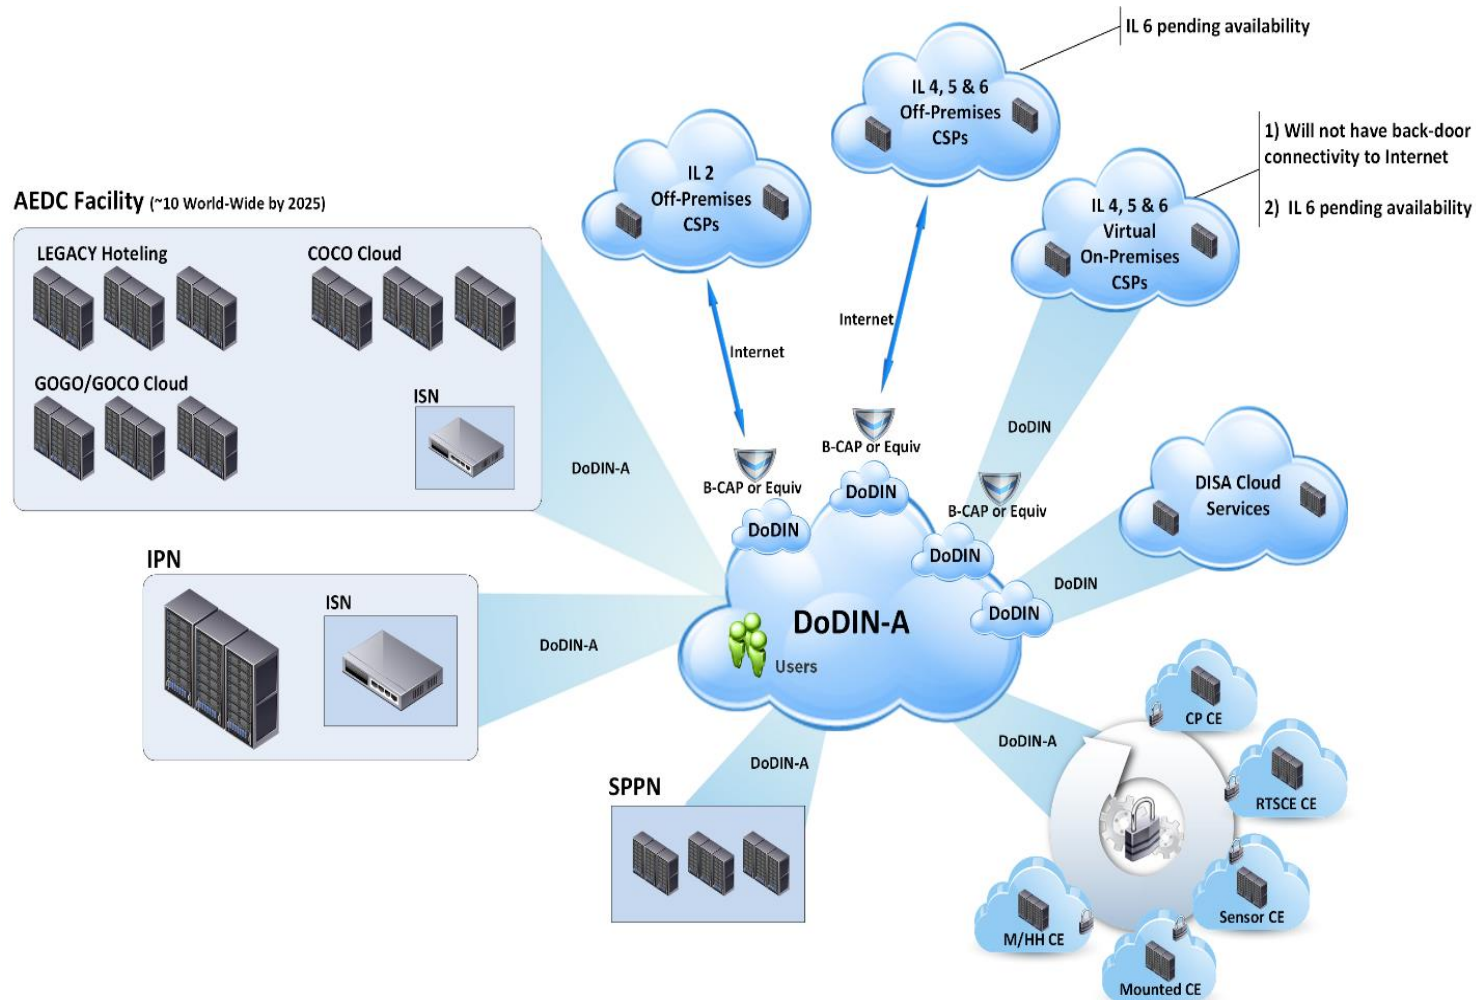 IL 6 pending availability
IL 4, 5 & 6
Off-Premises
CSPs
1) Will not have back-door
connectivity to Internet
2) IL 6 pending availability
IL 2
Off-Premises
CSPs
IL 4, 5 & 6
Virtual
On-Premises
CSPs
AEDC Facility (~10 World-Wide by 2025)
LEGACY Hoteling
COCO Cloud
GOGO/GOCO Cloud
ISN
DoDIN-A
Internet
Internet
DoDIN
B-CAP or Equiv
B-CAP or Equiv
B-CAP or Equiv
DoDIN
DoDIN
DoDIN
DoDIN
DISA Cloud
Services
DoDIN
IPN
ISN
DoDIN-A
DoDIN-A
Users
DoDIN-A
SPPN
DoDIN-A
CP CE
RTSCE CE
Sensor CE
Mounted CE
M/HH CE